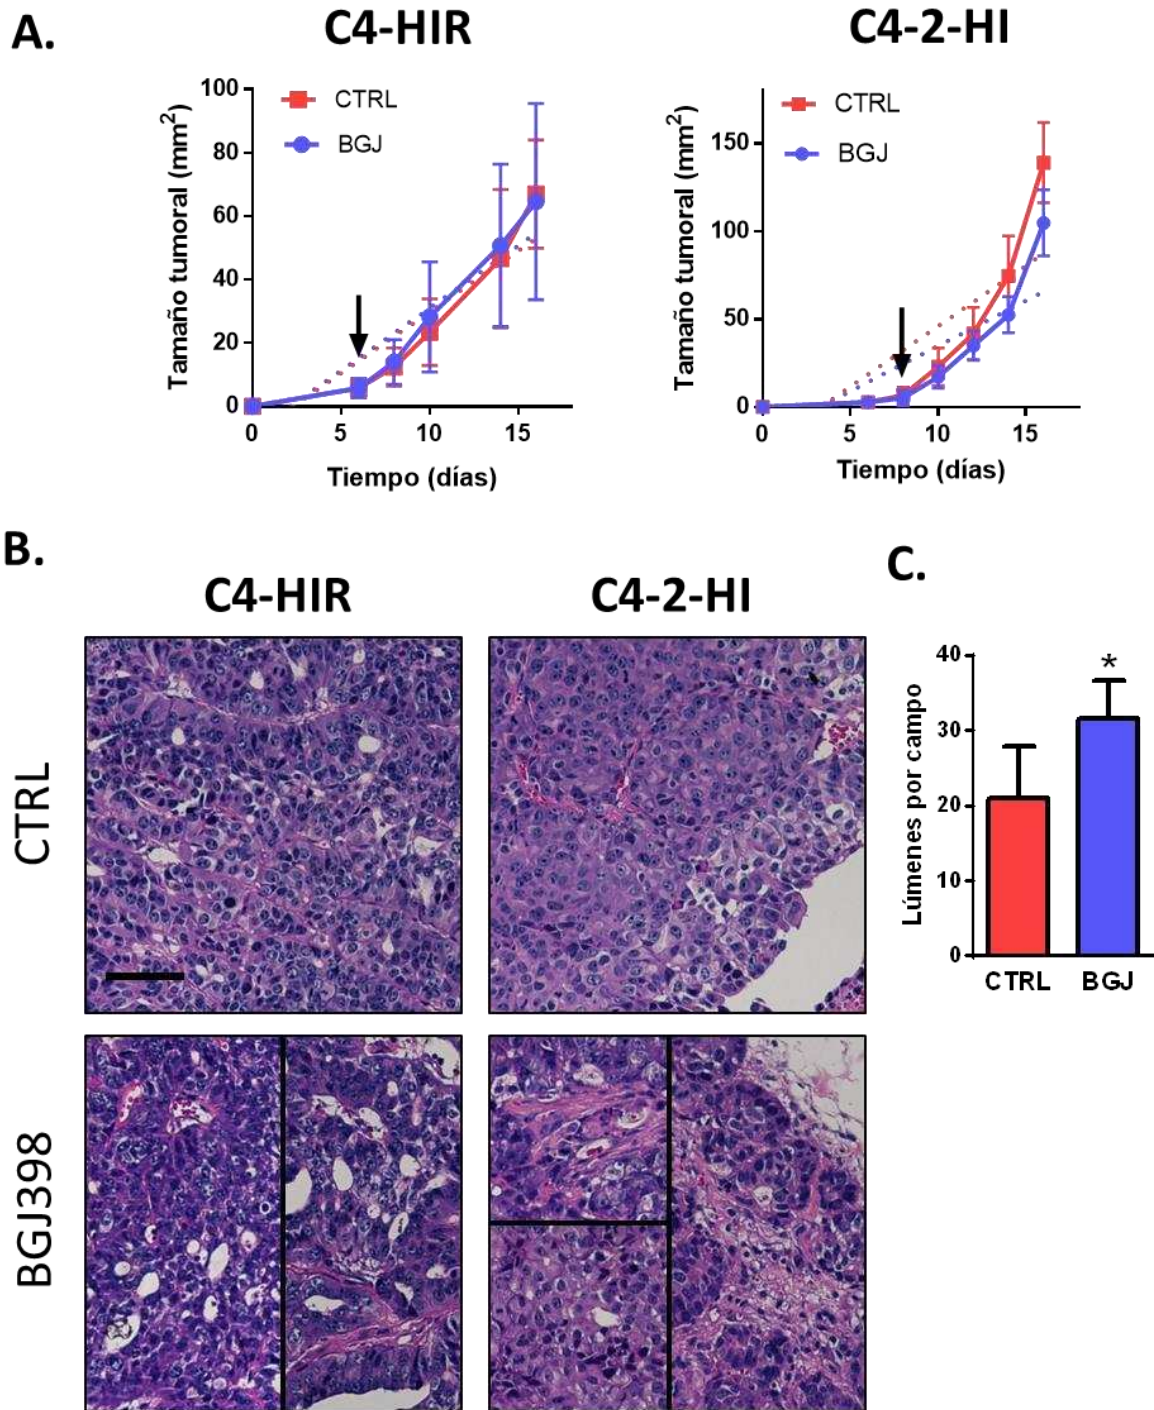 A.
C4-HIR
C4-2-HI
Tamaño tumoral (mm²)
100
80
60
40
20
0
CTRL
BGJ
0
5
10
15
Tiempo (días)
Tamaño tumoral (mm²)
150
100
50
0
CTRL
BGJ
0
5
10
15
Tiempo (días)
B.
C4-HIR
C4-2-HI
CTRL
BGJ398
C.
Lúmenes por campo
40
30
20
10
0
*
CTRL
BGJ